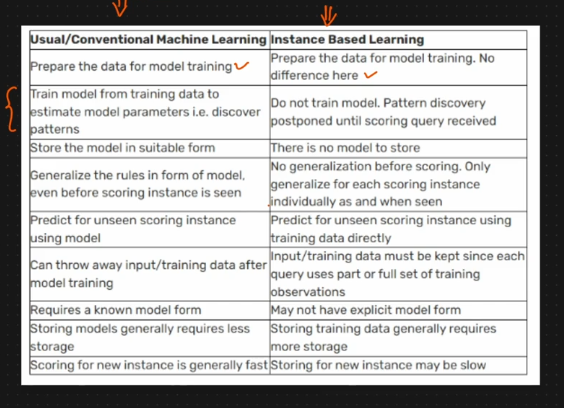 Usual/Conventional Machine Learning
Instance Based Learning
Prepare the data for model training
Prepare the data for model training. No
difference here
Train model from training data to
estimate model parameters i.e. discover
patterns
Do not train model. Pattern discovery
postponed until scoring query received
Store the model in suitable form
There is no model to store
Generalize the rules in form of model,
even before scoring instance is seen
No generalization before scoring. Only
generalize for each scoring instance
individually as and when seen
Predict for unseen scoring instance
using model
Predict for unseen scoring instance using
training data directly
Can throw away input/training data after
model training
Input/training data must be kept since each
query uses part or full set of training
observations
Requires a known model form
May not have explicit model form
Storing models generally requires less
storage
Storing training data generally requires
more storage
Scoring for new instance is generally fast
Storing for new instance may be slow